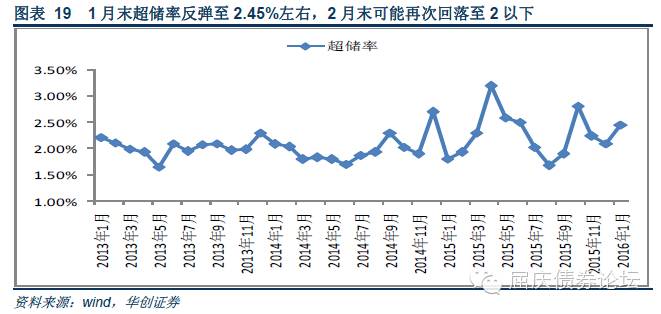 图表 19 1月末超储率反弹至2.45%左右，2月末可能再次回落至2以下
超储率
3.50%
3.00%
2.50%
2.00%
1.50%
1.00%
2013年1月
2013年3月
2013年5月
2013年7月
2013年9月
2013年11月
2014年1月
2014年3月
2014年5月
2014年7月
2014年9月
2014年11月
2015年1月
2015年3月
2015年5月
2015年7月
2015年9月
2015年11月
2016年1月
屈庆债券论坛
资料来源：wind，华创证券